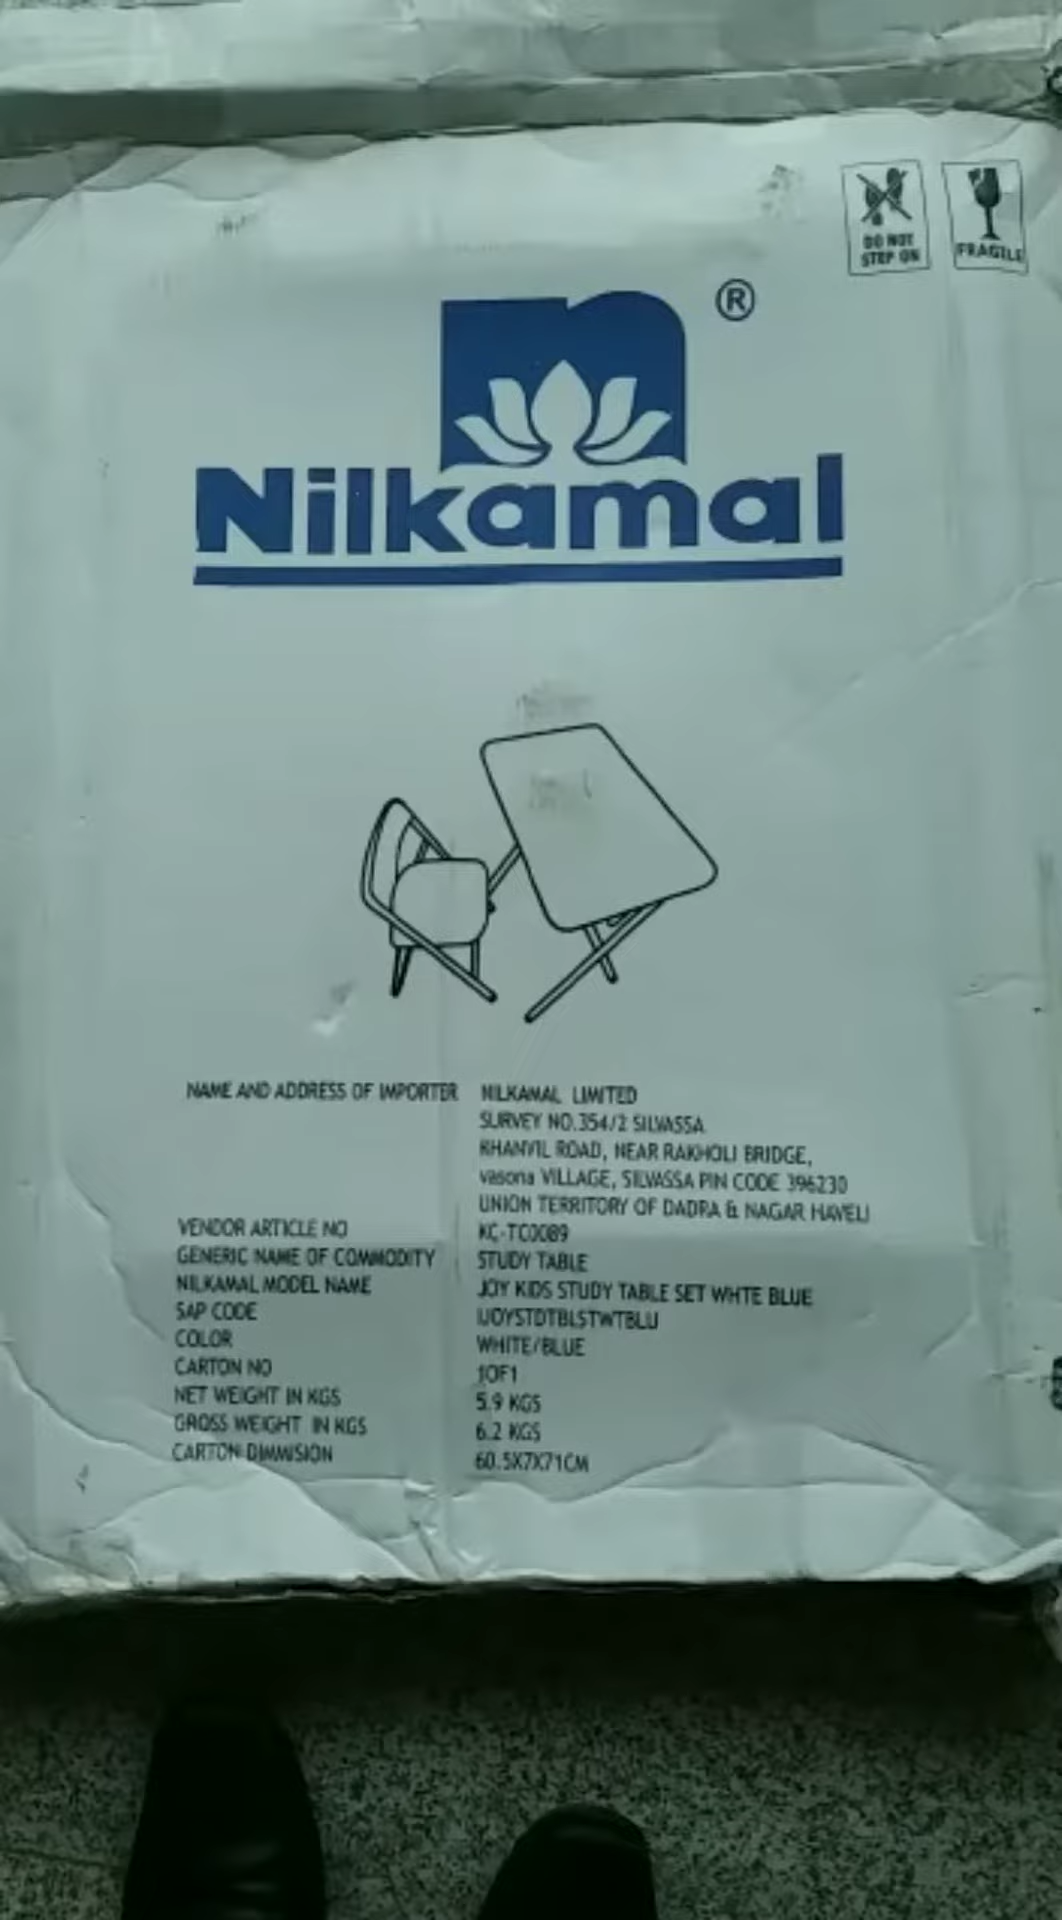 DO NOT
STEP ON
FRAGILE
®
Nilkamal
NAME AND ADDRESS OF IMPORTER NILKAMAL LIMITED
SURVEY NO.354/2 SILVASSA
KHANVIL ROAD, NEAR RAKHOLI BRIDGE,
vasona VILLAGE, SILVASSA PIN CODE 396230
UNION TERRITORY OF DADRA & NAGAR HAVELI
VENDOR ARTICLE NO KC-TC0089
GENERIC NAME OF COMMODITY STUDY TABLE
NILKAMAL MODEL NAME JOY KIDS STUDY TABLE SET WHTE BLUE
SAP CODE IJOYSTDTBLSTWTBLU
COLOR WHITE/BLUE
CARTON NO 1OF1
NET WEIGHT IN KGS 5.9 KGS
GROSS WEIGHT IN KGS 6.2 KGS
CARTON DIMMISION 60.5X7X71CM